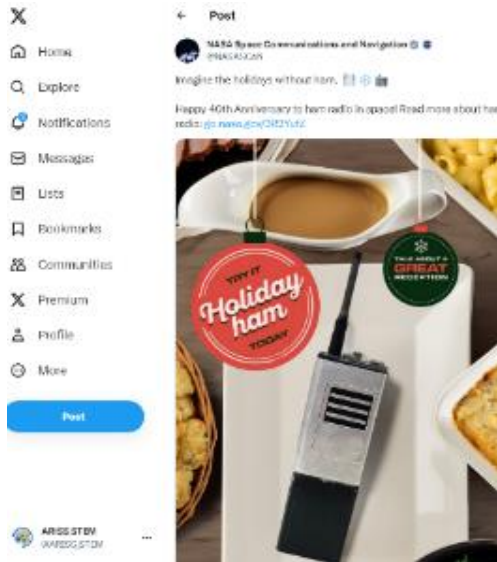 Post
Home
Explore
Notifications
Messages
Lists
Bookmarks
Communities
Premium
Profile
More
Post
ARISS STEM
@ARISS_STEM
NASA Space Communications and Navigation
@NASASCaN
Imagine the holidays without ham.
Happy 40th Anniversary to ham radio in space! Read more about ham
radio:
TRY IT
Holiday
ham
TODAY
TALK ABOUT A
GREAT
RECEPTION